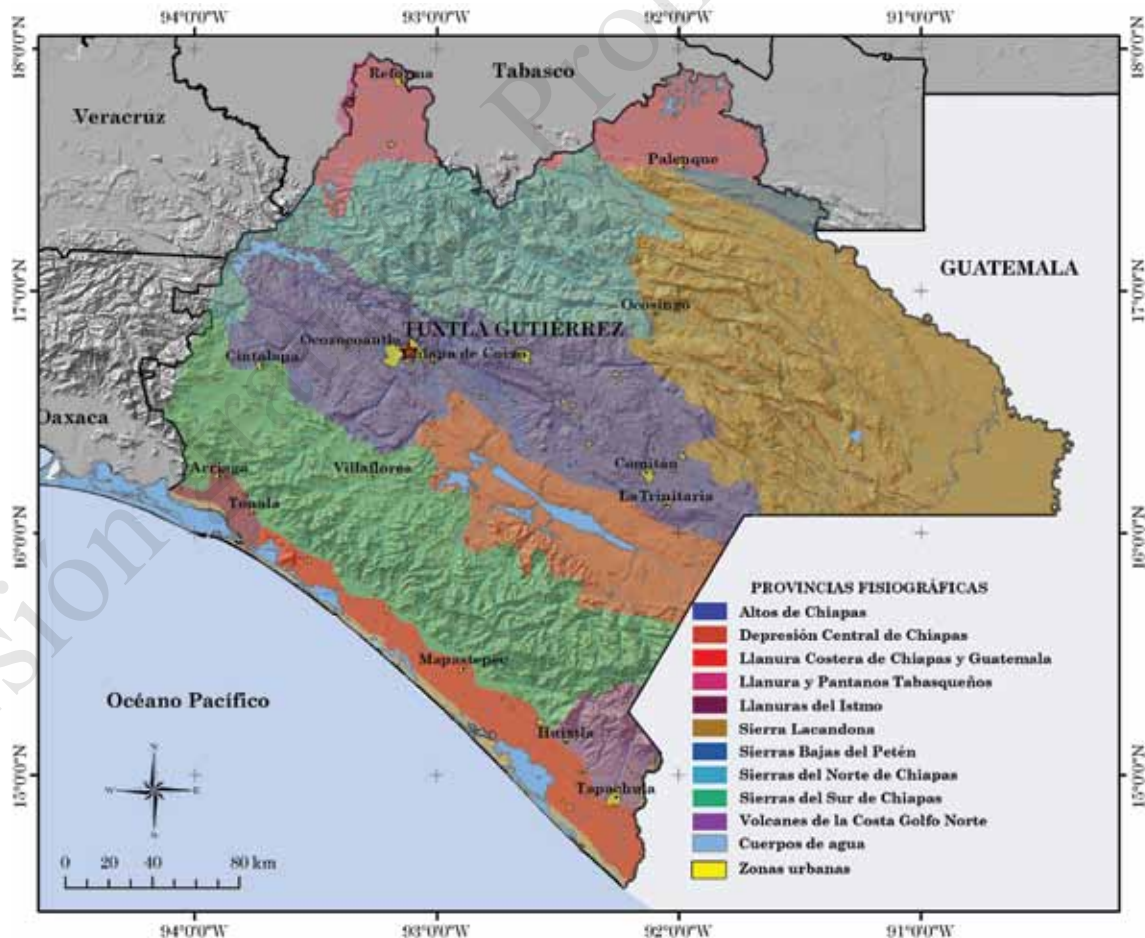 94°0'0"W 93°0'0"W 92°0'0"W 91°0'0"W
18°0'0"N 18°0'0"N
Reforma
Tabasco
Veracruz
Palenque
GUATEMALA
17°0'0"N 17°0'0"N
Ocosingo
TUXTLA GUTIÉRREZ
Ocozocoautla
de Corzo
Cintalapa
Oaxaca
Arriaga
Villaflores
Comitán
La Trinitaria
Tonala
16°0'0"N 16°0'0"N
PROVINCIAS FISIOGRÁFICAS
Altos de Chiapas
Depresión Central de Chiapas
Llanura Costera de Chiapas y Guatemala
Llanura y Pantanos Tabasqueños
Llanuras del Istmo
Sierra Lacandona
Sierras Bajas del Petén
Sierras del Norte de Chiapas
Sierras del Sur de Chiapas
Volcanes de la Costa Golfo Norte
Cuerpos de agua
Zonas urbanas
Mapastepec
Océano Pacífico
Huixtla
15°0'0"N 15°0'0"N
Tapachula
N
W E
S
0 20 40 80 km
94°0'0"W 93°0'0"W 92°0'0"W 91°0'0"W